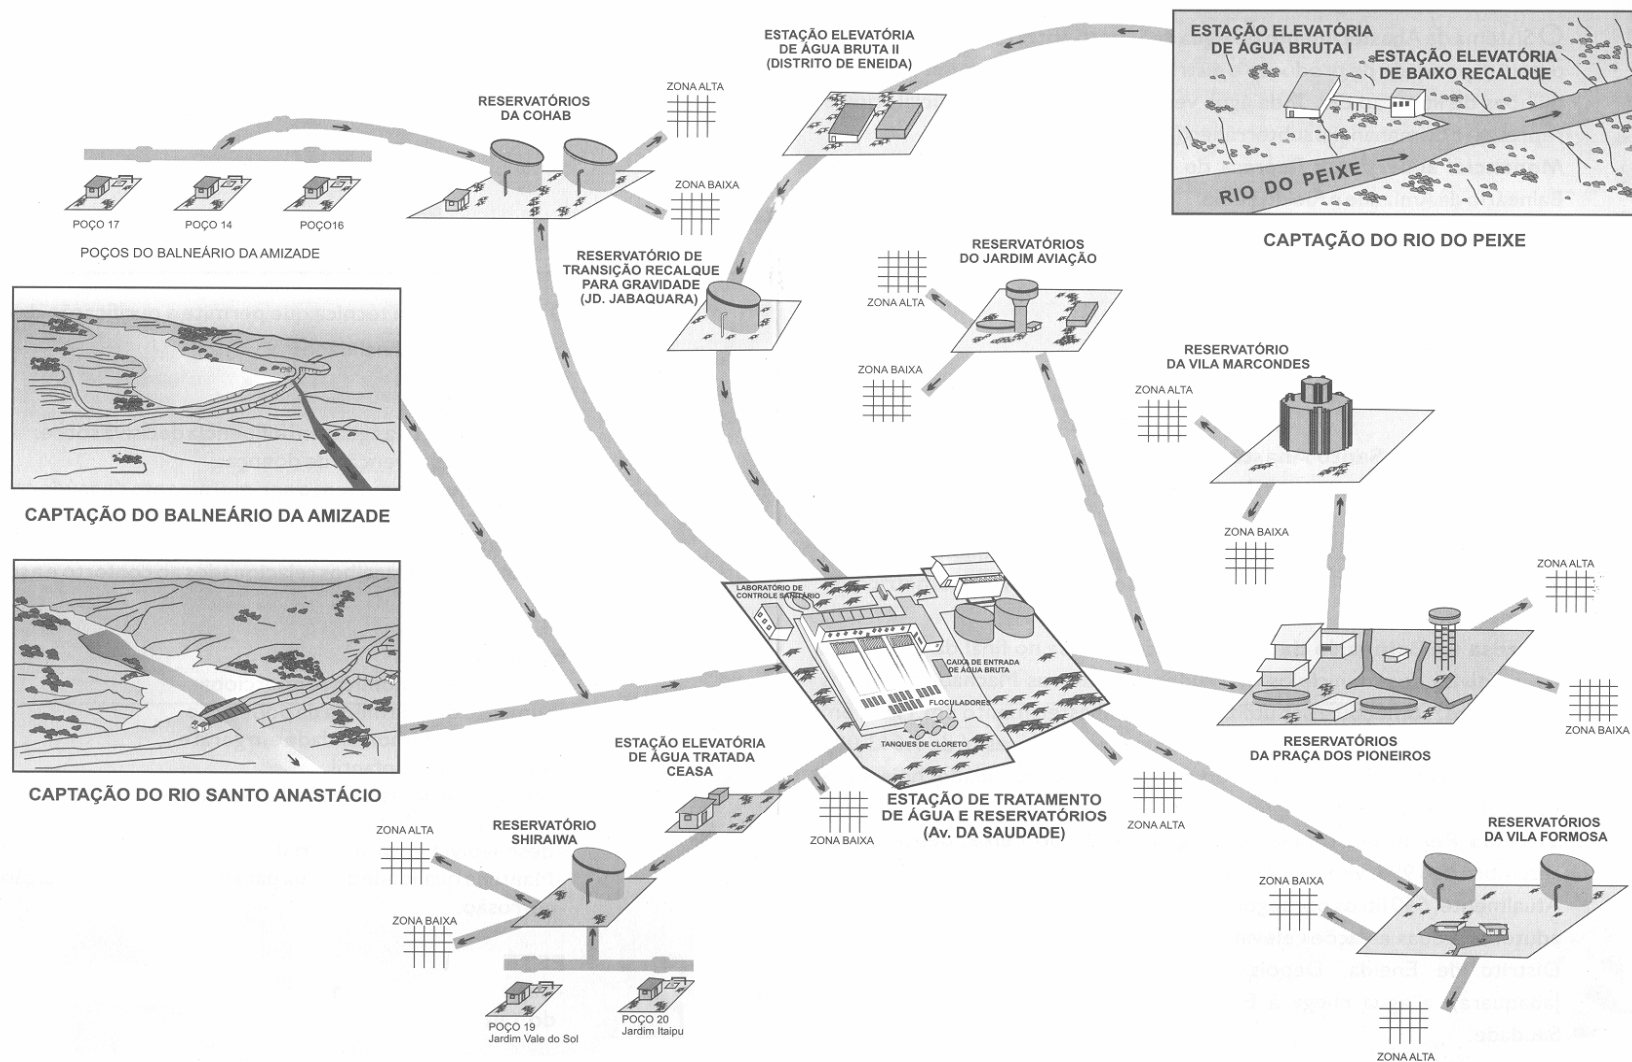 ESTAÇÃO ELEVATÓRIA
DE ÁGUA BRUTA II
(DISTRITO DE ENEIDA)
ESTAÇÃO ELEVATÓRIA
DE ÁGUA BRUTA I
ESTAÇÃO ELEVATÓRIA
DE BAIXO RECALQUE
RIO DO PEIXE
CAPTAÇÃO DO RIO DO PEIXE
RESERVATÓRIOS
DA COHAB
ZONA ALTA
ZONA BAIXA
POÇO 17
POÇO 14
POÇO16
POÇOS DO BALNEÁRIO DA AMIZADE
RESERVATÓRIO DE
TRANSIÇÃO RECALQUE
PARA GRAVIDADE
(JD. JABAQUARA)
RESERVATÓRIOS
DO JARDIM AVIAÇÃO
ZONA ALTA
ZONA BAIXA
RESERVATÓRIO
DA VILA MARCONDES
ZONA ALTA
ZONA BAIXA
CAPTAÇÃO DO BALNEÁRIO DA AMIZADE
CAPTAÇÃO DO RIO SANTO ANASTÁCIO
LABORATÓRIO DE
CONTROLE SANITÁRIO
CAIXA DE ENTRADA
DE ÁGUA BRUTA
FLOCULADORES
TANQUES DE CLORETO
ESTAÇÃO DE TRATAMENTO
DE ÁGUA E RESERVATÓRIOS
(Av. DA SAUDADE)
ZONA BAIXA
ZONA ALTA
ZONA ALTA
ZONA BAIXA
RESERVATÓRIOS
DA PRAÇA DOS PIONEIROS
ESTAÇÃO ELEVATÓRIA
DE ÁGUA TRATADA
CEASA
RESERVATÓRIO
SHIRAIWA
ZONA ALTA
ZONA BAIXA
POÇO 19
Jardim Vale do Sol
POÇO 20
Jardim Itaipu
RESERVATÓRIOS
DA VILA FORMOSA
ZONA BAIXA
ZONA ALTA